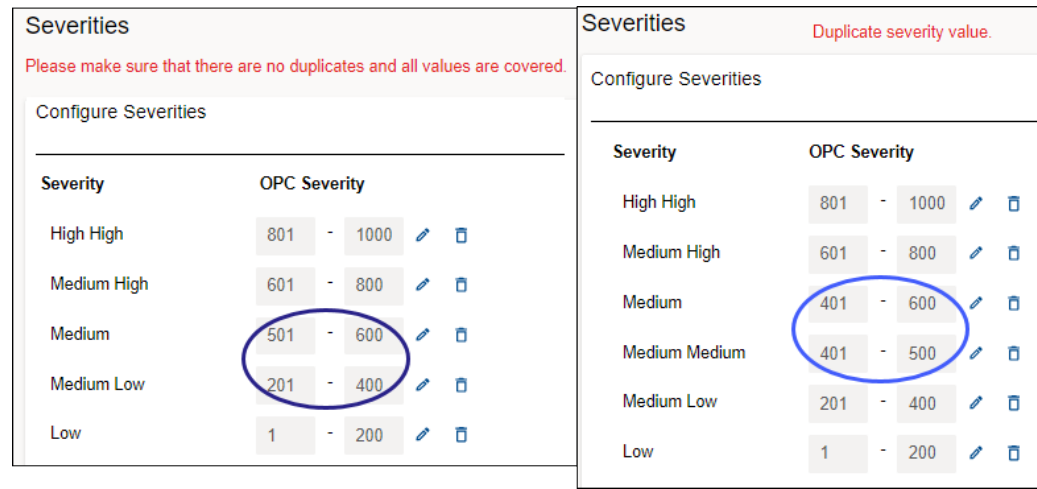 Severities
Please make sure that there are no duplicates and all values are covered.
Configure Severities
Severity OPC Severity
High High 801 - 1000
Medium High 601 - 800
Medium 501 - 600
Medium Low 201 - 400
Low 1 - 200
Severities
Duplicate severity value.
Configure Severities
Severity OPC Severity
High High 801 - 1000
Medium High 601 - 800
Medium 401 - 600
Medium Medium 401 - 500
Medium Low 201 - 400
Low 1 - 200